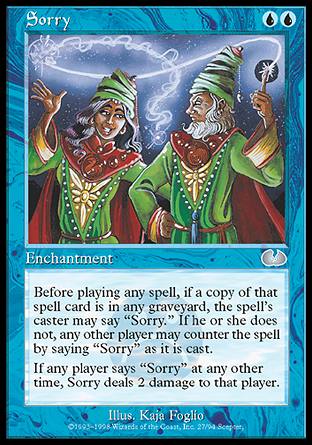 Sorry
Enchantment
Before playing any spell, if a copy of that
spell card is in any graveyard, the spell's
caster may say "Sorry." If he or she does
not, any other player may counter the spell
by saying "Sorry" as it is cast.
If any player says "Sorry" at any other
time, Sorry deals 2 damage to that player.
Illus. Kaja Foglio
©1993-1998 Wizards of the Coast, Inc. 27/94 Scepter,